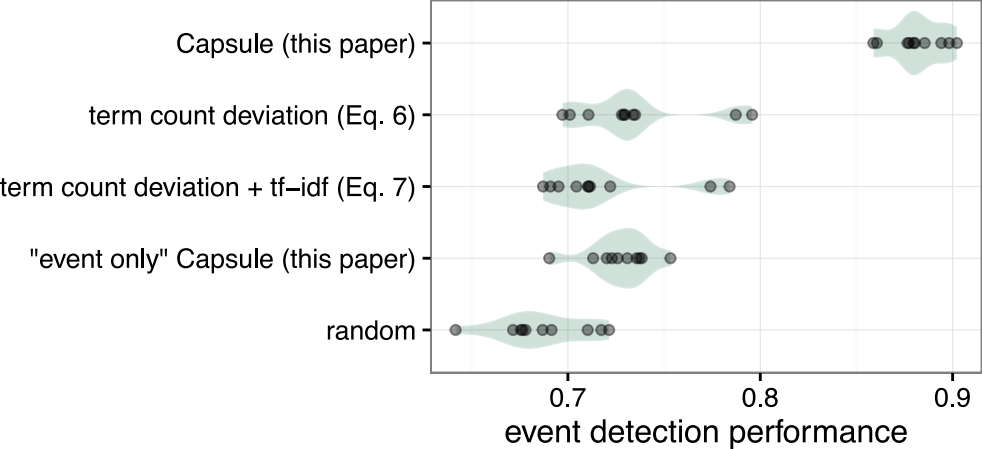 Capsule (this paper)
term count deviation (Eq. 6)
term count deviation + tf−idf (Eq. 7)
"event only" Capsule (this paper)
random
0.7 0.8 0.9
event detection performance